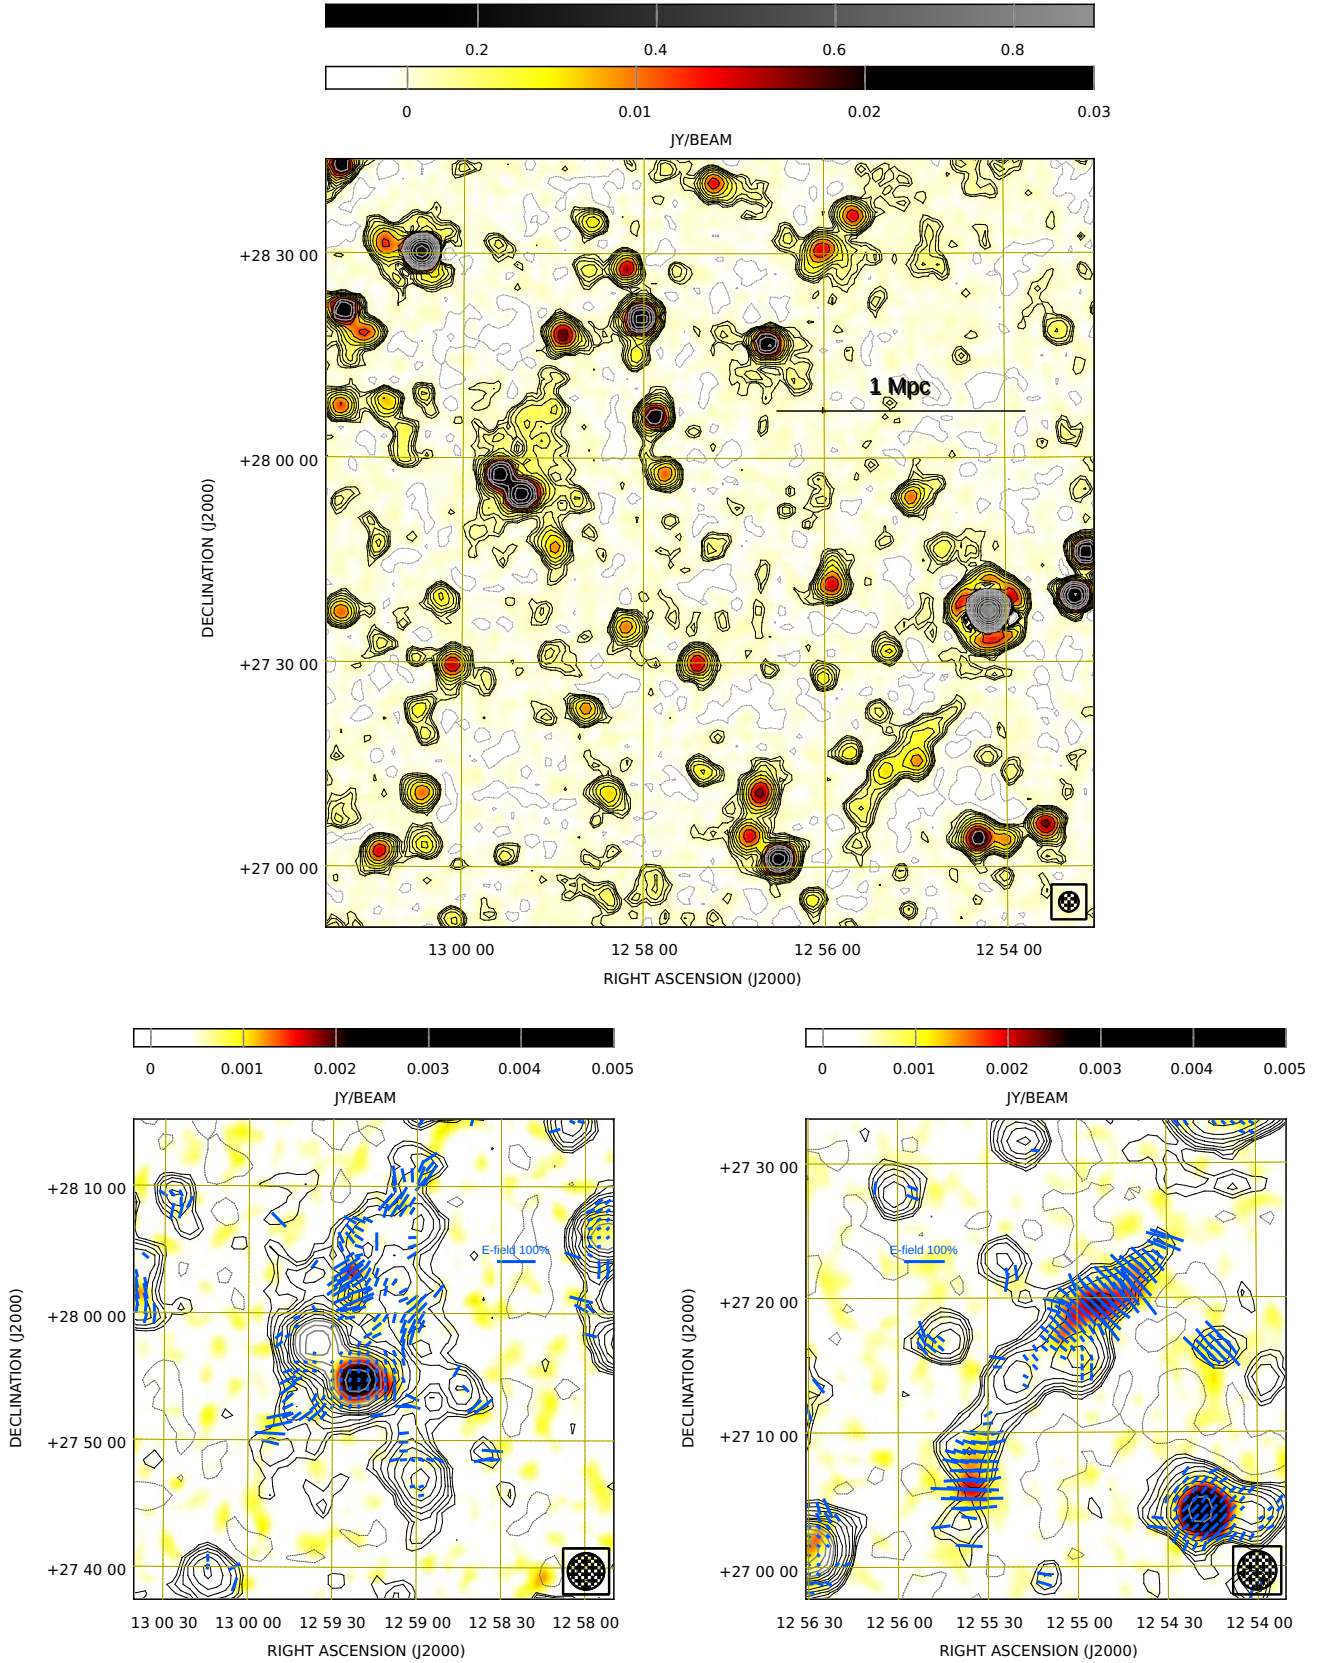 0.2 0.4 0.6 0.8
0 0.01 0.02 0.03
JY/BEAM
1 Mpc
+28 30 00
+28 00 00
+27 30 00
+27 00 00
DECLINATION (J2000)
13 00 00 12 58 00 12 56 00 12 54 00
RIGHT ASCENSION (J2000)
0 0.001 0.002 0.003 0.004 0.005
JY/BEAM
E-field 100%
+28 10 00
+28 00 00
+27 50 00
+27 40 00
DECLINATION (J2000)
13 00 30 13 00 00 12 59 30 12 59 00 12 58 00
RIGHT ASCENSION (J2000)
0 0.001 0.002 0.003 0.004 0.005
JY/BEAM
E-field 100%
+27 30 00
+27 20 00
+27 10 00
+27 00 00
DECLINATION (J2000)
12 56 30 12 56 00 12 55 30 12 55 00 12 54 30 12 54 00
RIGHT ASCENSION (J2000)